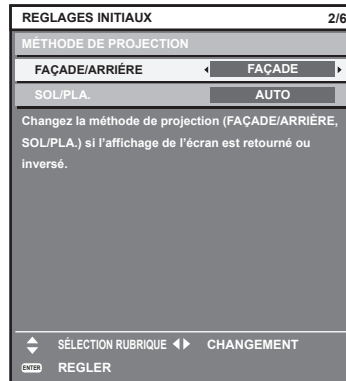 REGLAGES INITIAUX 2/6
MÉTHODE DE PROJECTION
FAÇADE/ARRIÉRE FAÇADE
SOL/PLA. AUTO
Changez la méthode de projection (FAÇADE/ARRIÈRE,
SOL/PLA.) si l'affichage de l'écran est retourné ou
inversé.
SÉLECTION RUBRIQUE CHANGEMENT
ENTER REGLER